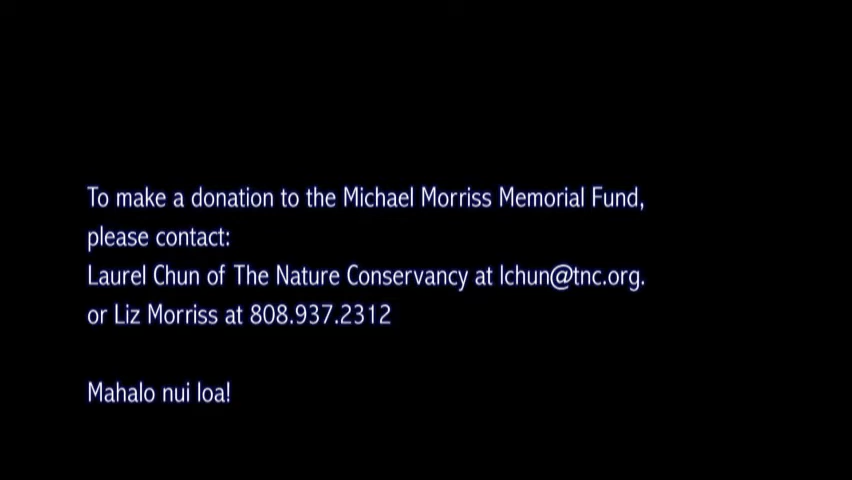 To make a donation to the Michael Morriss Memorial Fund,
please contact:
Laurel Chun of The Nature Conservancy at lchun@tnc.org.
or Liz Morriss at 808.937.2312
Mahalo nui loa!